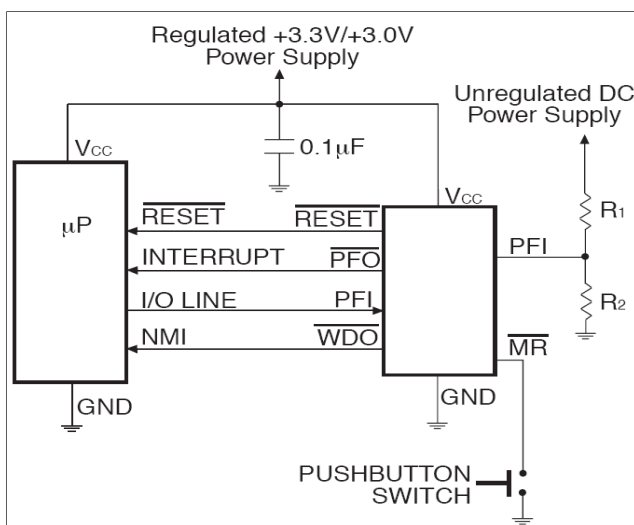 Regulated +3.3V/+3.0V
Power Supply
Unregulated DC
Power Supply
VCC
0.1µF
VCC
µP
R1
RESET
RESET
PFI
INTERRUPT
PFO
I/O LINE
PFI
R2
NMI
WDO
MR
GND
GND
PUSHBUTTON
SWITCH